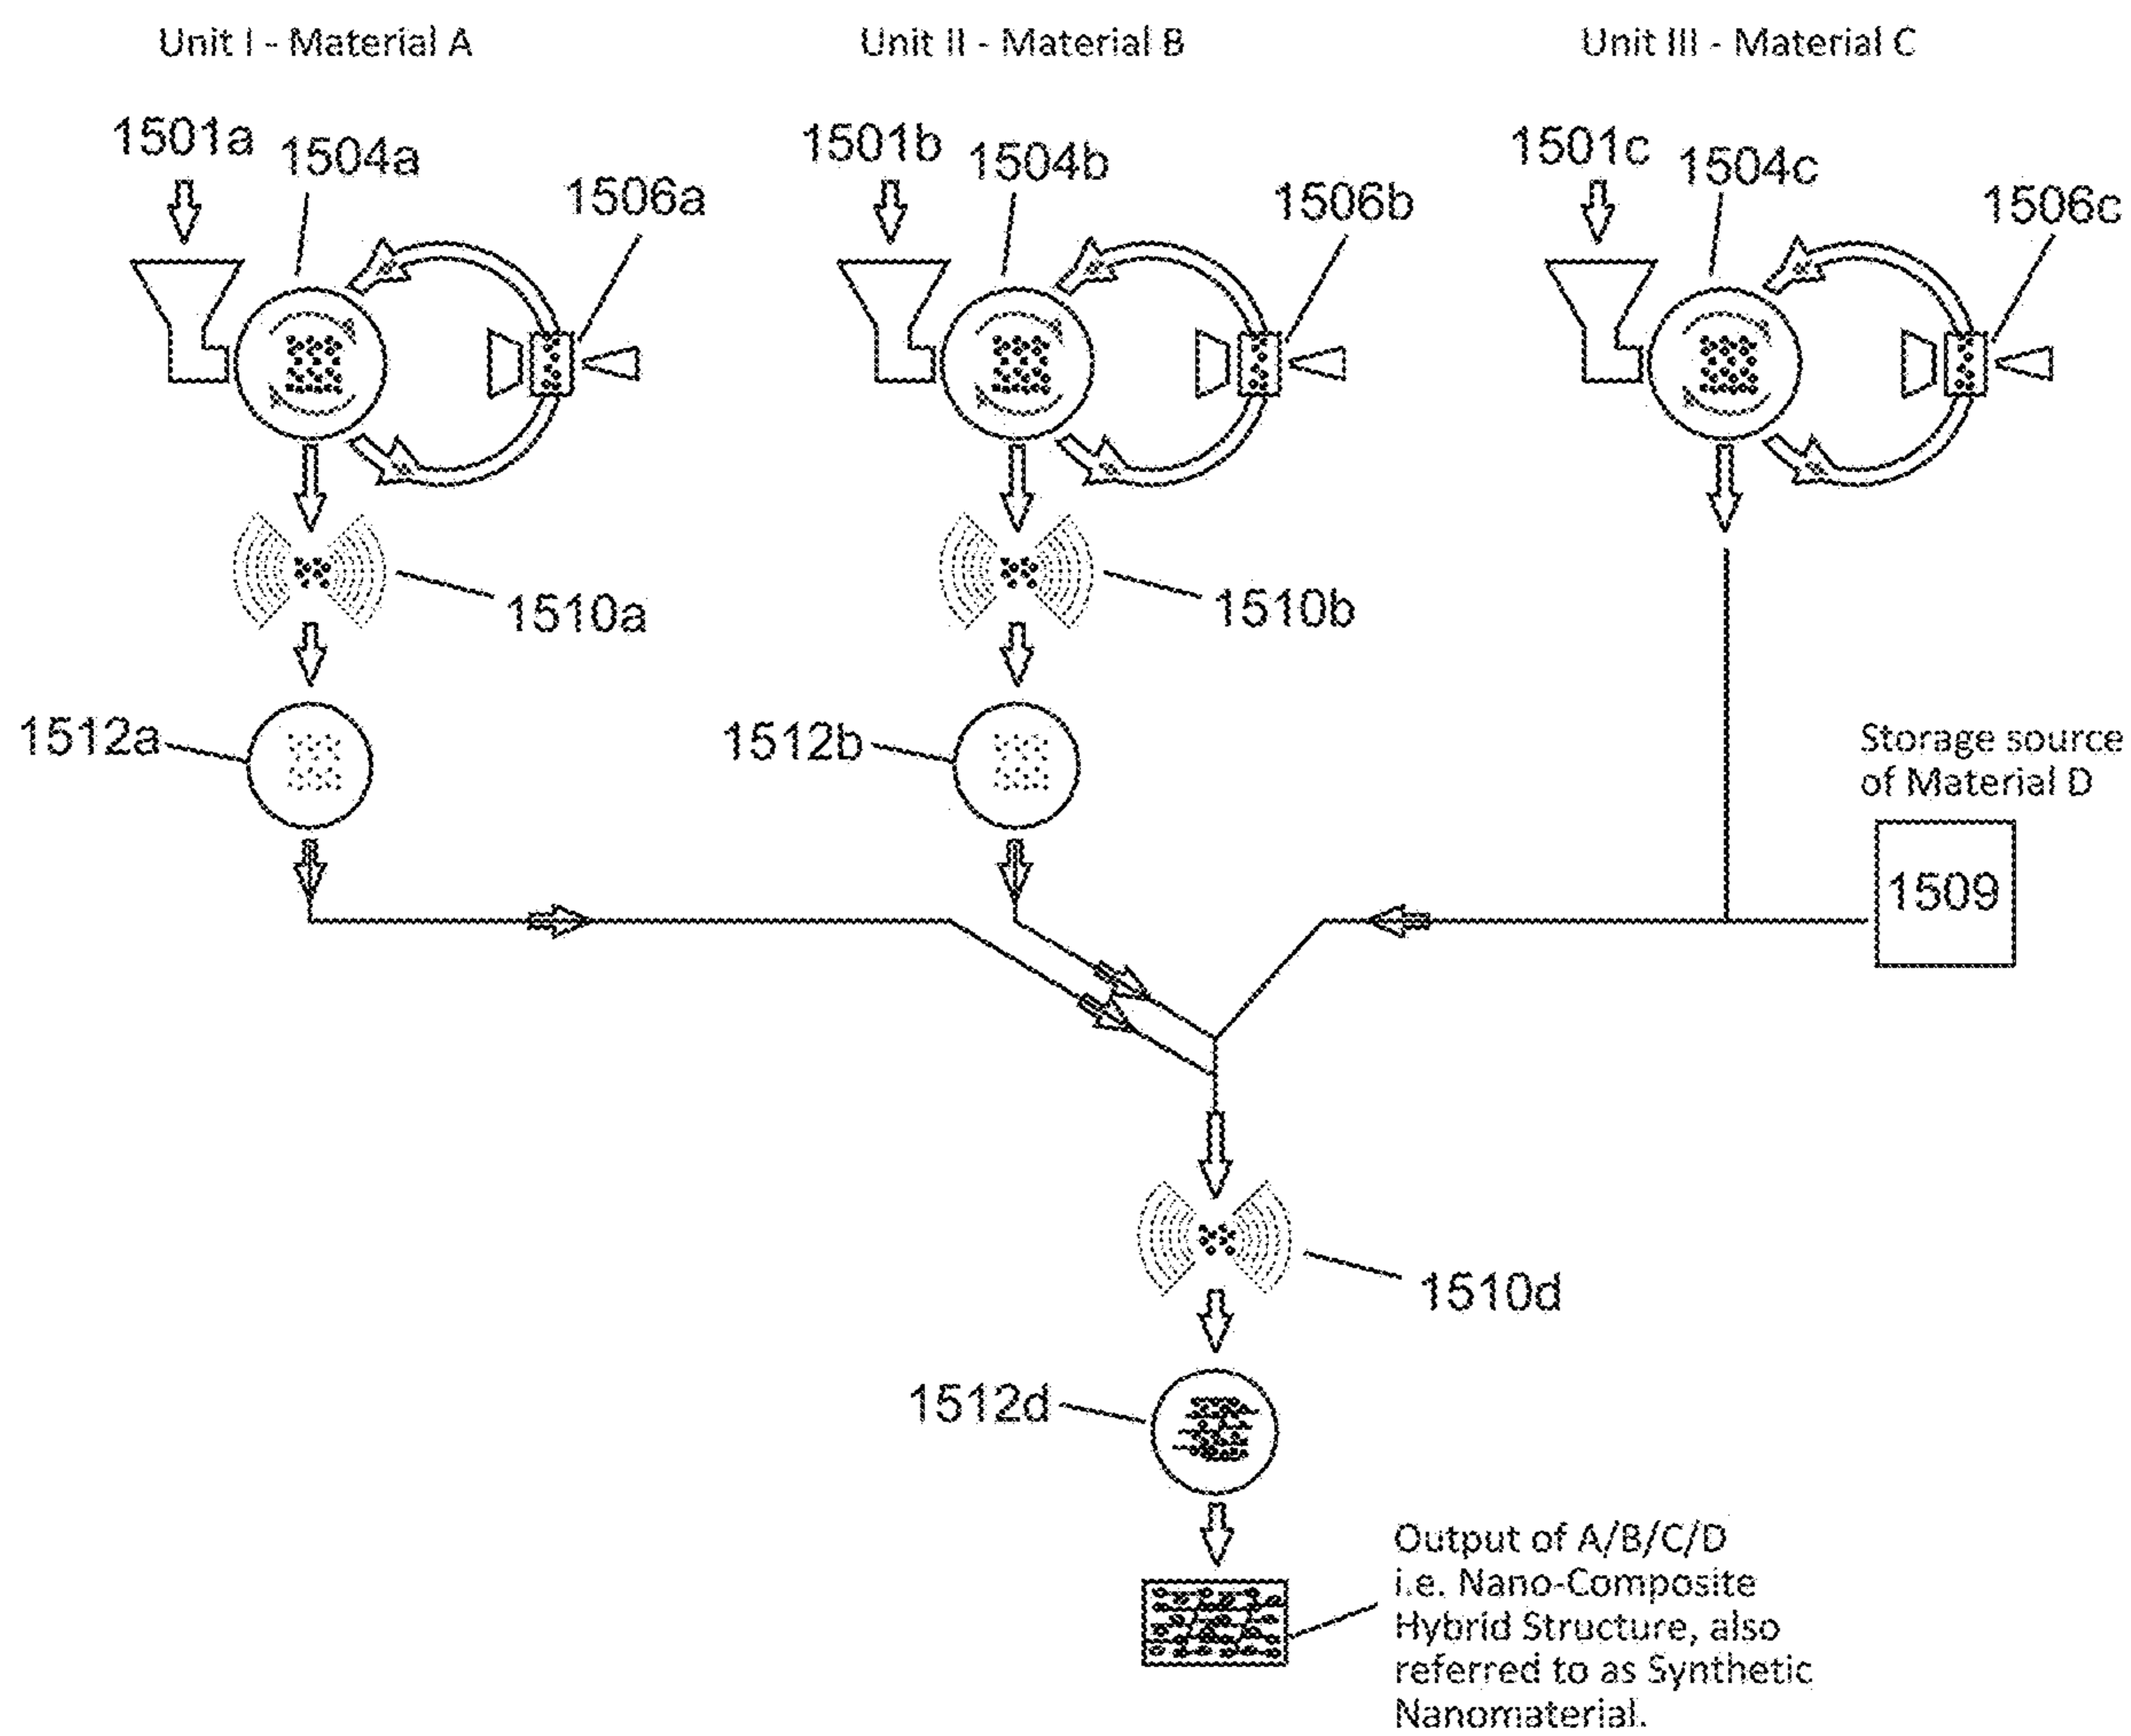 Unit I - Material A
Unit II - Material B
Unit III - Material C
1501a
1504a
1506a
1501b
1504b
1506b
1501c
1504c
1506c
1510a
1510b
1512a
1512b
Storage source
of Material D
1509
1510d
1512d
Output of A/B/C/D
i.e. Nano-Composite
Hybrid Structure, also
referred to as Synthetic
Nanomaterial.